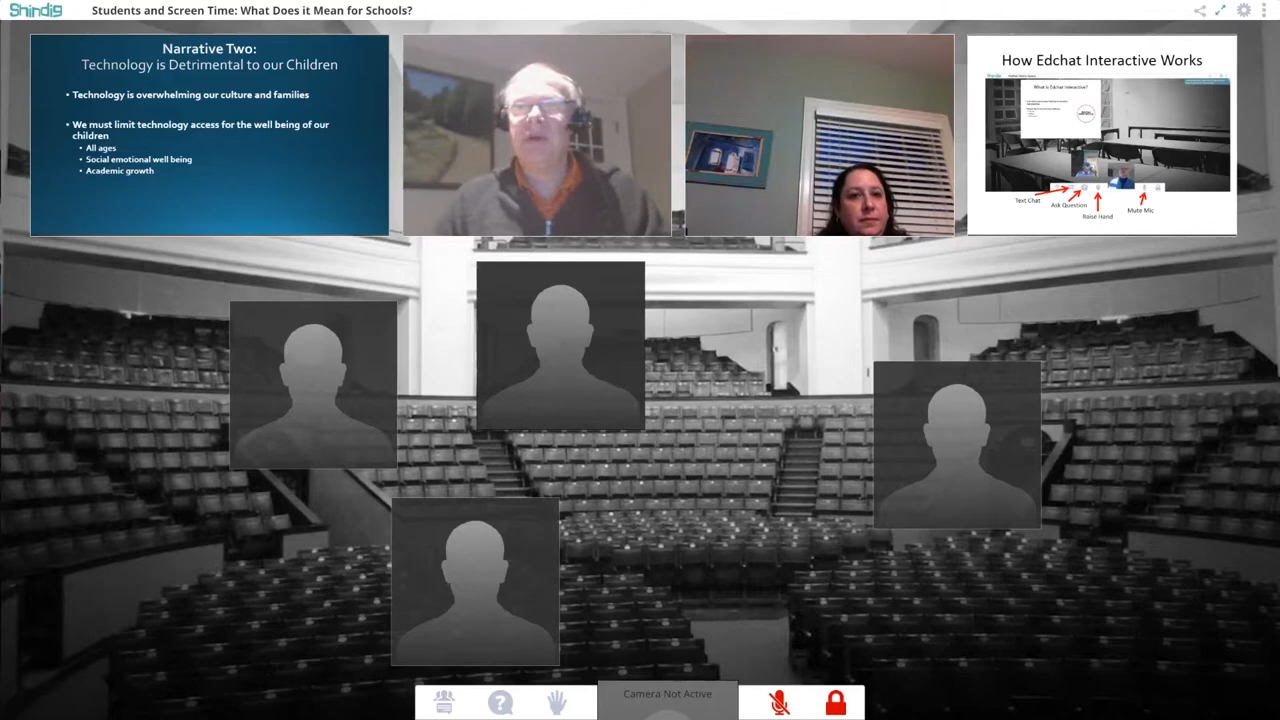 Shindig
Students and Screen Time: What Does it Mean for Schools?
Narrative Two:
Technology is Detrimental to our Children
• Technology is overwhelming our culture and families
• We must limit technology access for the well being of our
children
• All ages
• Social emotional well being
• Academic growth
How Edchat Interactive Works
What is Edchat Interactive?
Text Chat
Ask Question
Raise Hand
Mute Mic
Camera Not Active